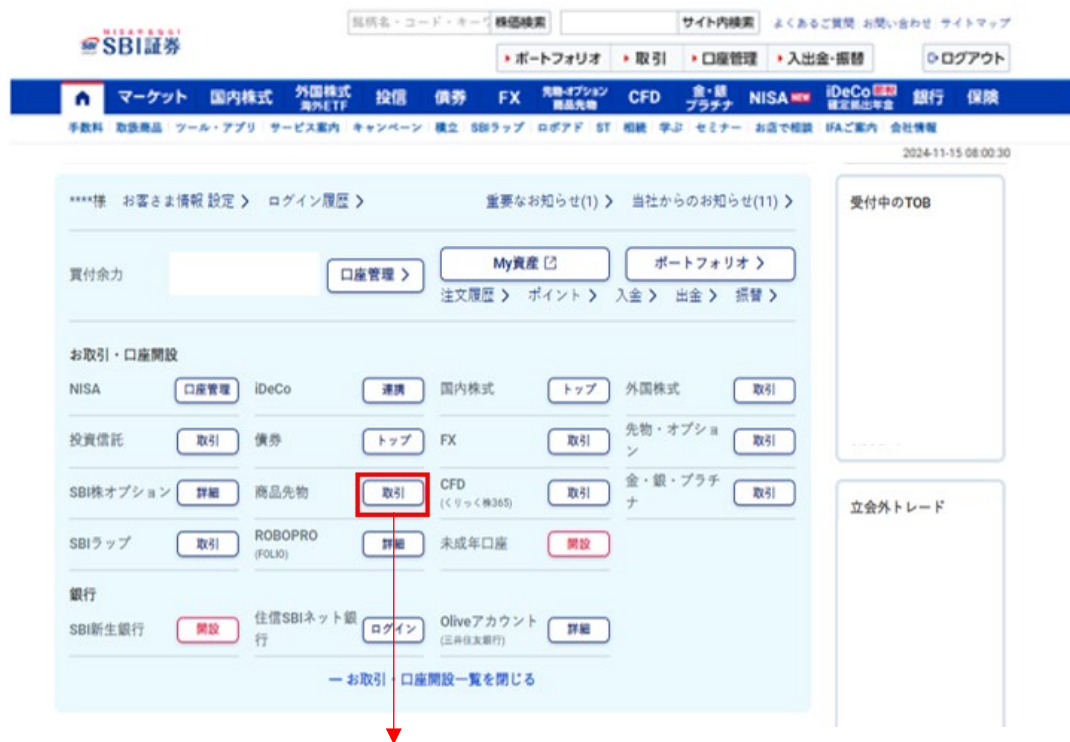 銘柄名・コード・キーワ 株価検索 サイト内検索 よくあるご質問 お問い合わせ サイトマップ
SBI証券
ポートフォリオ 取引 口座管理 入出金・振替 ログアウト
マーケット 国内株式 外国株式 海外ETF 投信 債券 FX 先物・オプション 商品先物 CFD 金・銀 プラチナ NISA NEW iDeCo 節税 確定拠出年金 銀行 保険
手数料 取扱商品 ツール・アプリ サービス案内 キャンペーン 積立 SBIラップ ロボアド ST 相続 学ぶ セミナー お店で相談 IFAご案内 会社情報
2024-11-15 08:00:30
****様 お客さま情報 設定 ログイン履歴 重要なお知らせ(1) 当社からのお知らせ(11)
受付中のTOB
買付余力 口座管理 My資産 ポートフォリオ
注文履歴 ポイント 入金 出金 振替
お取引・口座開設
NISA 口座管理 iDeCo 連携 国内株式 トップ 外国株式 取引
投資信託 取引 債券 トップ FX 取引 先物・オプション 取引
SBI株オプション 詳細 商品先物 取引 CFD (くりっく株365) 取引 金・銀・プラチナ 取引
立会外トレード
SBIラップ 取引 ROBOPRO (FOLIO) 詳細 未成年口座 開設
銀行
SBI新生銀行 開設 住信SBIネット銀行 ログイン Oliveアカウント (三井住友銀行) 詳細
ー お取引・口座開設一覧を閉じる